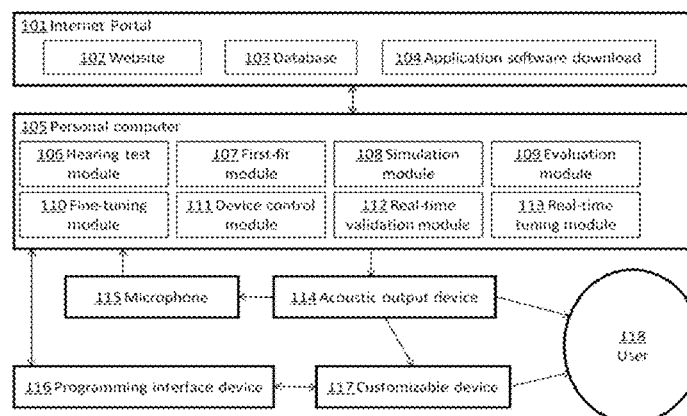 101 Internet Portal
102 Website
103 Database
104 Application software download
105 Personal computer
106 Hearing test module
107 First-fit module
108 Simulation module
109 Evaluation module
110 Fine-tuning module
111 Device control module
112 Real-time validation module
113 Real-time tuning module
115 Microphone
114 Acoustic output device
118 User
116 Programming interface device
117 Customizable device